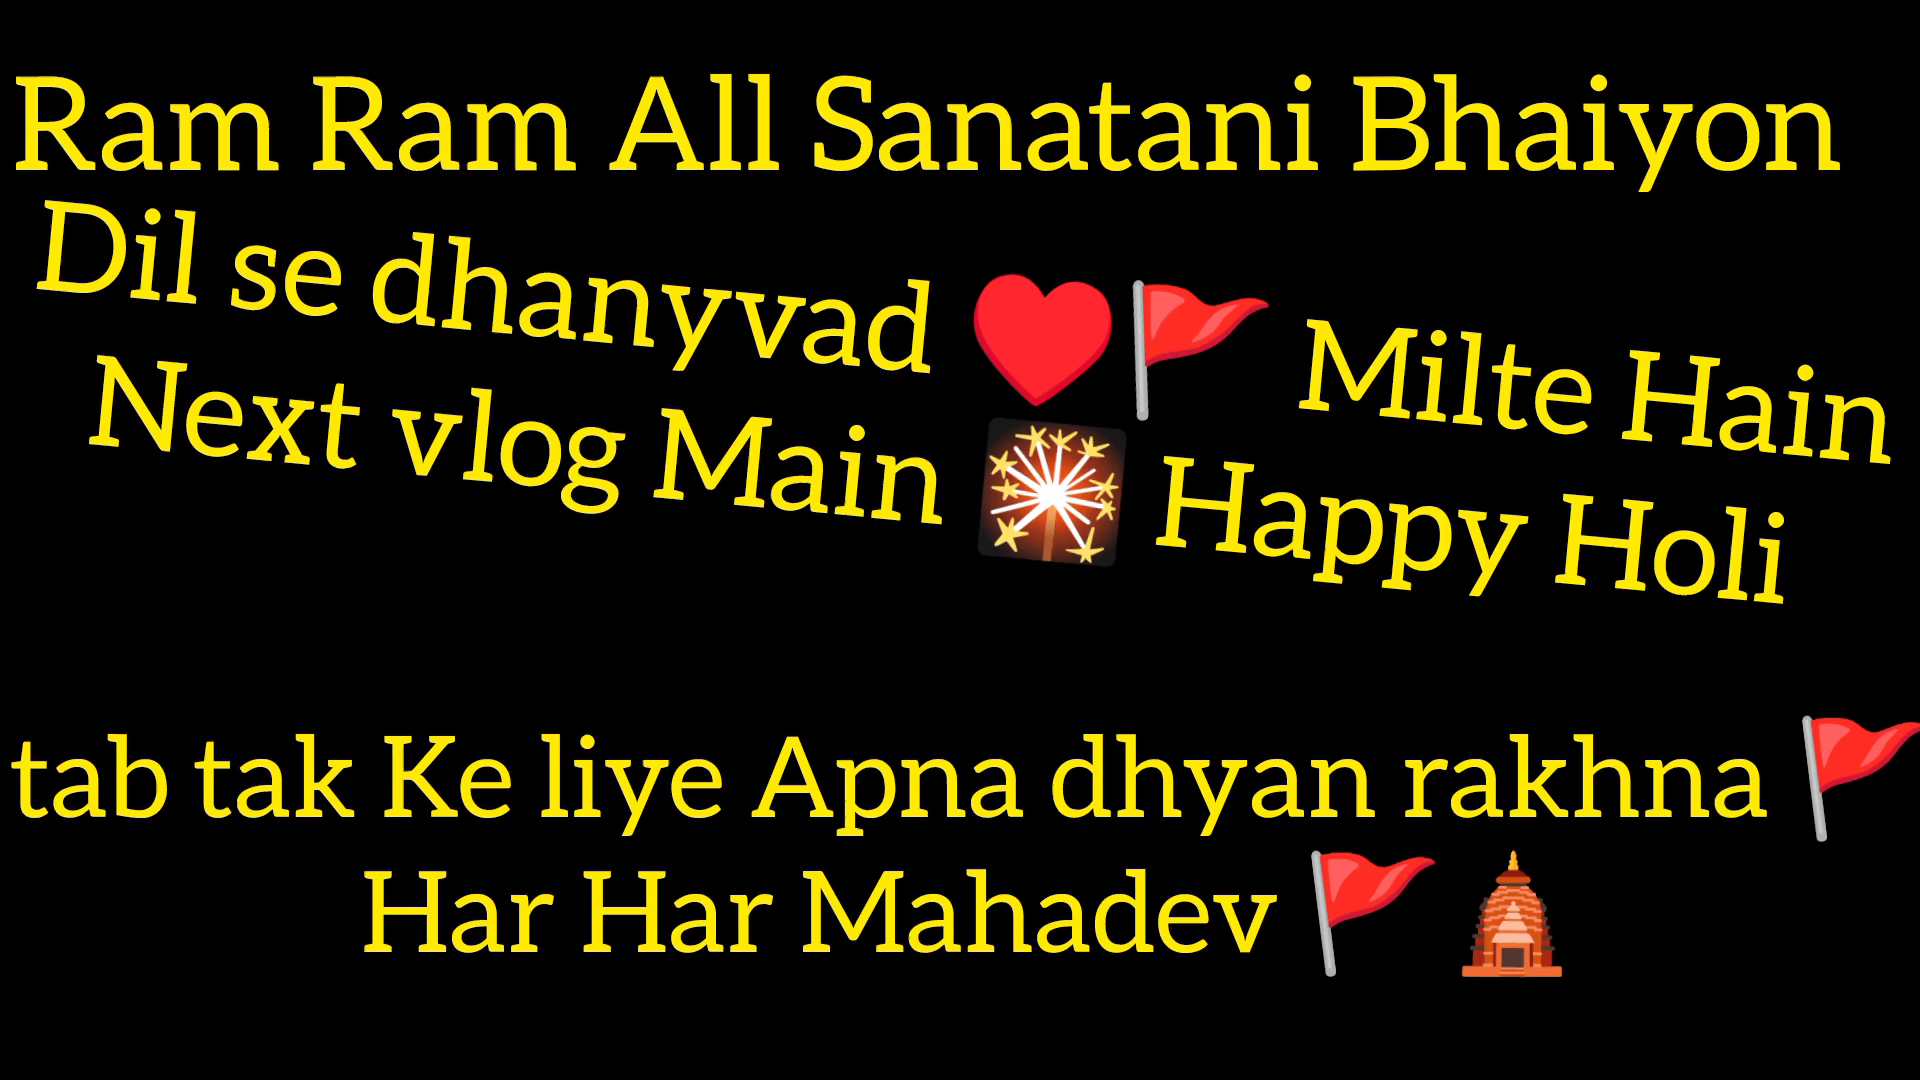 Ram Ram All Sanatani Bhaiyon
Dil se dhanyvad ♥️🚩 Milte Hain
Next vlog Main 🎇 Happy Holi
tab tak Ke liye Apna dhyan rakhna 🚩
Har Har Mahadev 🚩 🛕